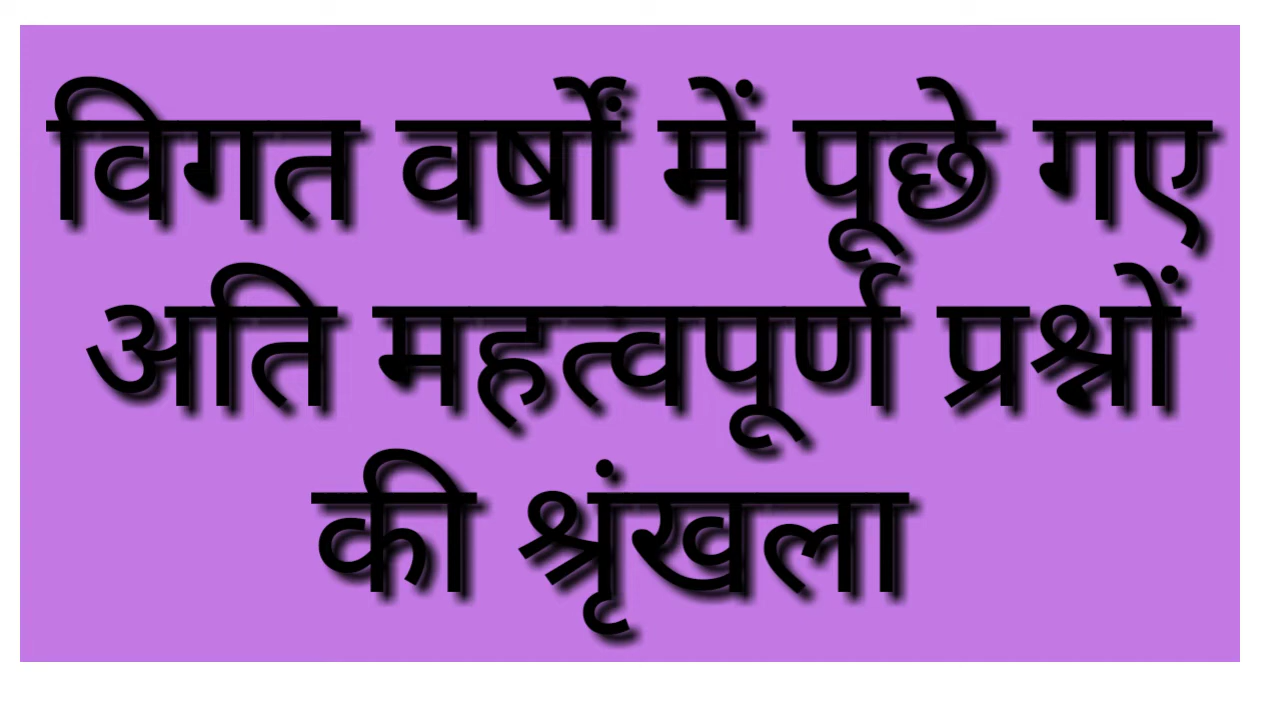 विगत वर्षों में पूछे गए
अति महत्वपूर्ण प्रश्नों
की श्रृंखला